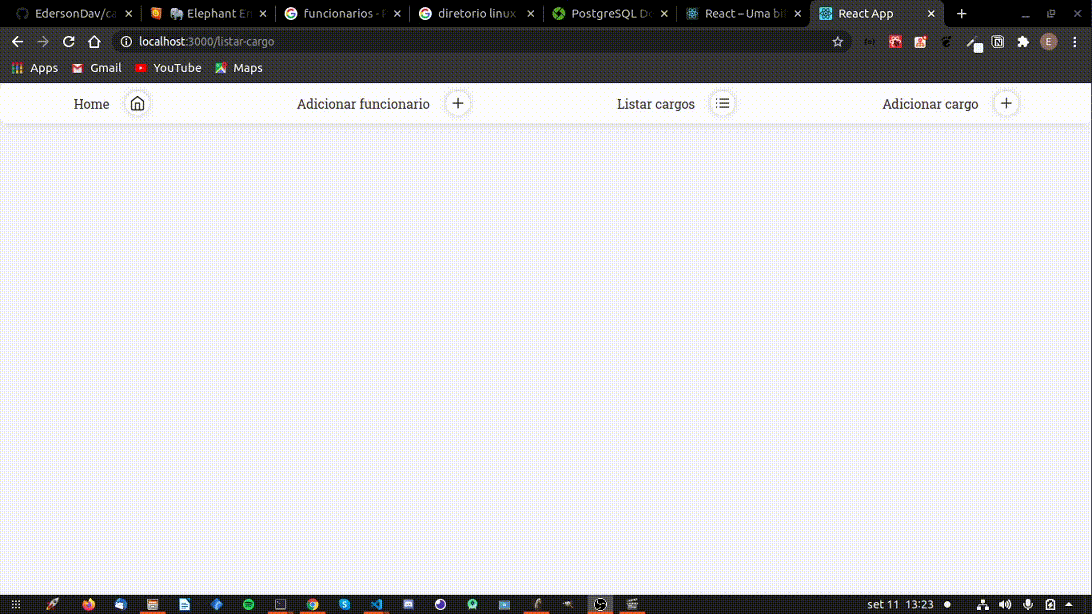 EdersonDav/ca
Elephant En
funcionarios - P
diretorio linux
PostgreSQL Do
React – Uma bi
React App
localhost:3000/listar-cargo
E
Apps
Gmail
YouTube
Maps
Home
Adicionar funcionario
Listar cargos
Adicionar cargo
set 11 13:23